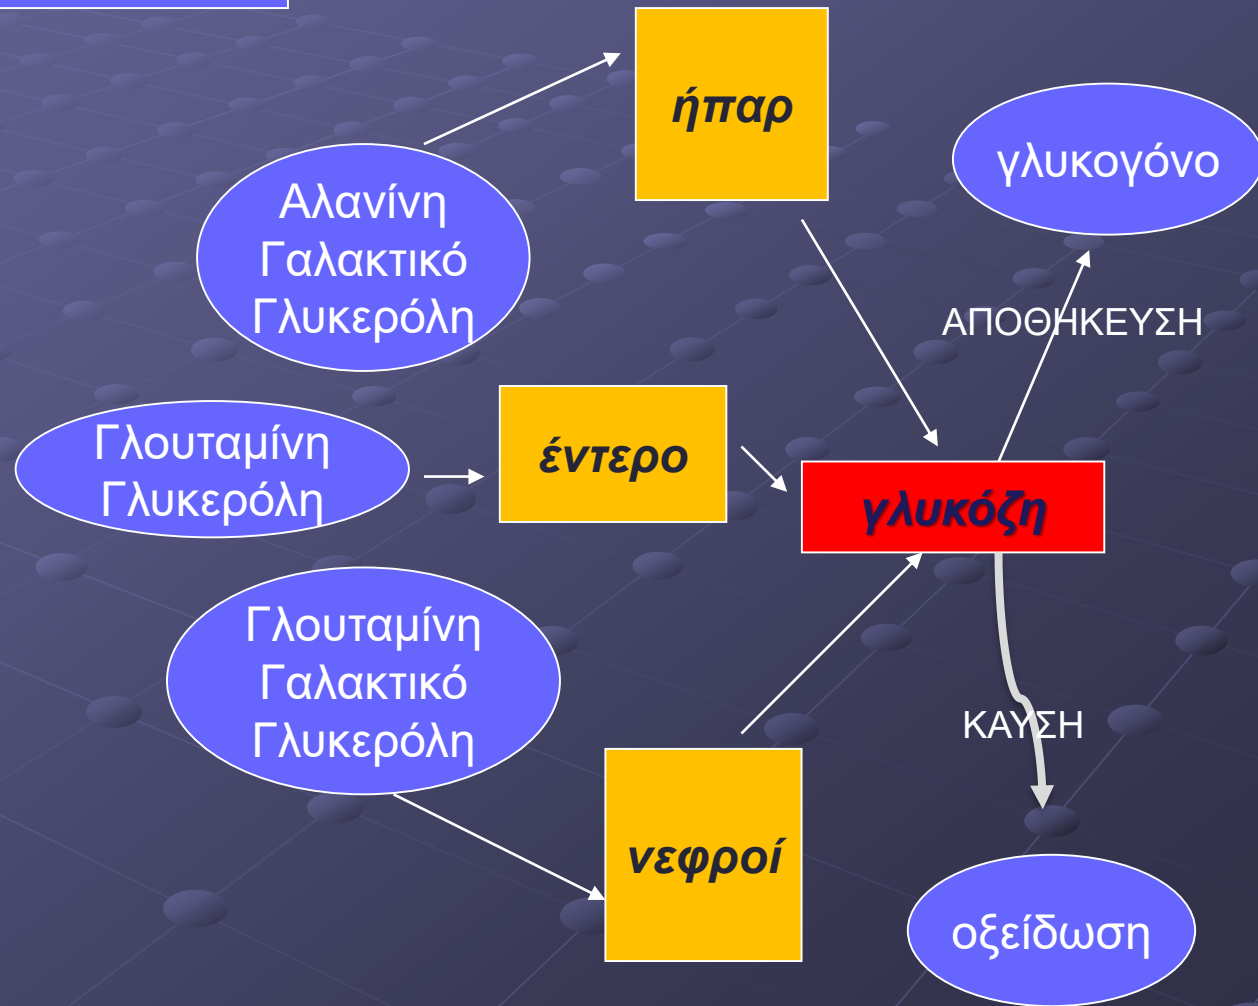 ήπαρ
γλυκογόνο
Αλανίνη
Γαλακτικό
Γλυκερόλη
ΑΠΟΘΗΚΕΥΣΗ
Γλουταμίνη
Γλυκερόλη
έντερο
γλυκόζη
Γλουταμίνη
Γαλακτικό
Γλυκερόλη
ΚΑΥΣΗ
νεφροί
οξείδωση